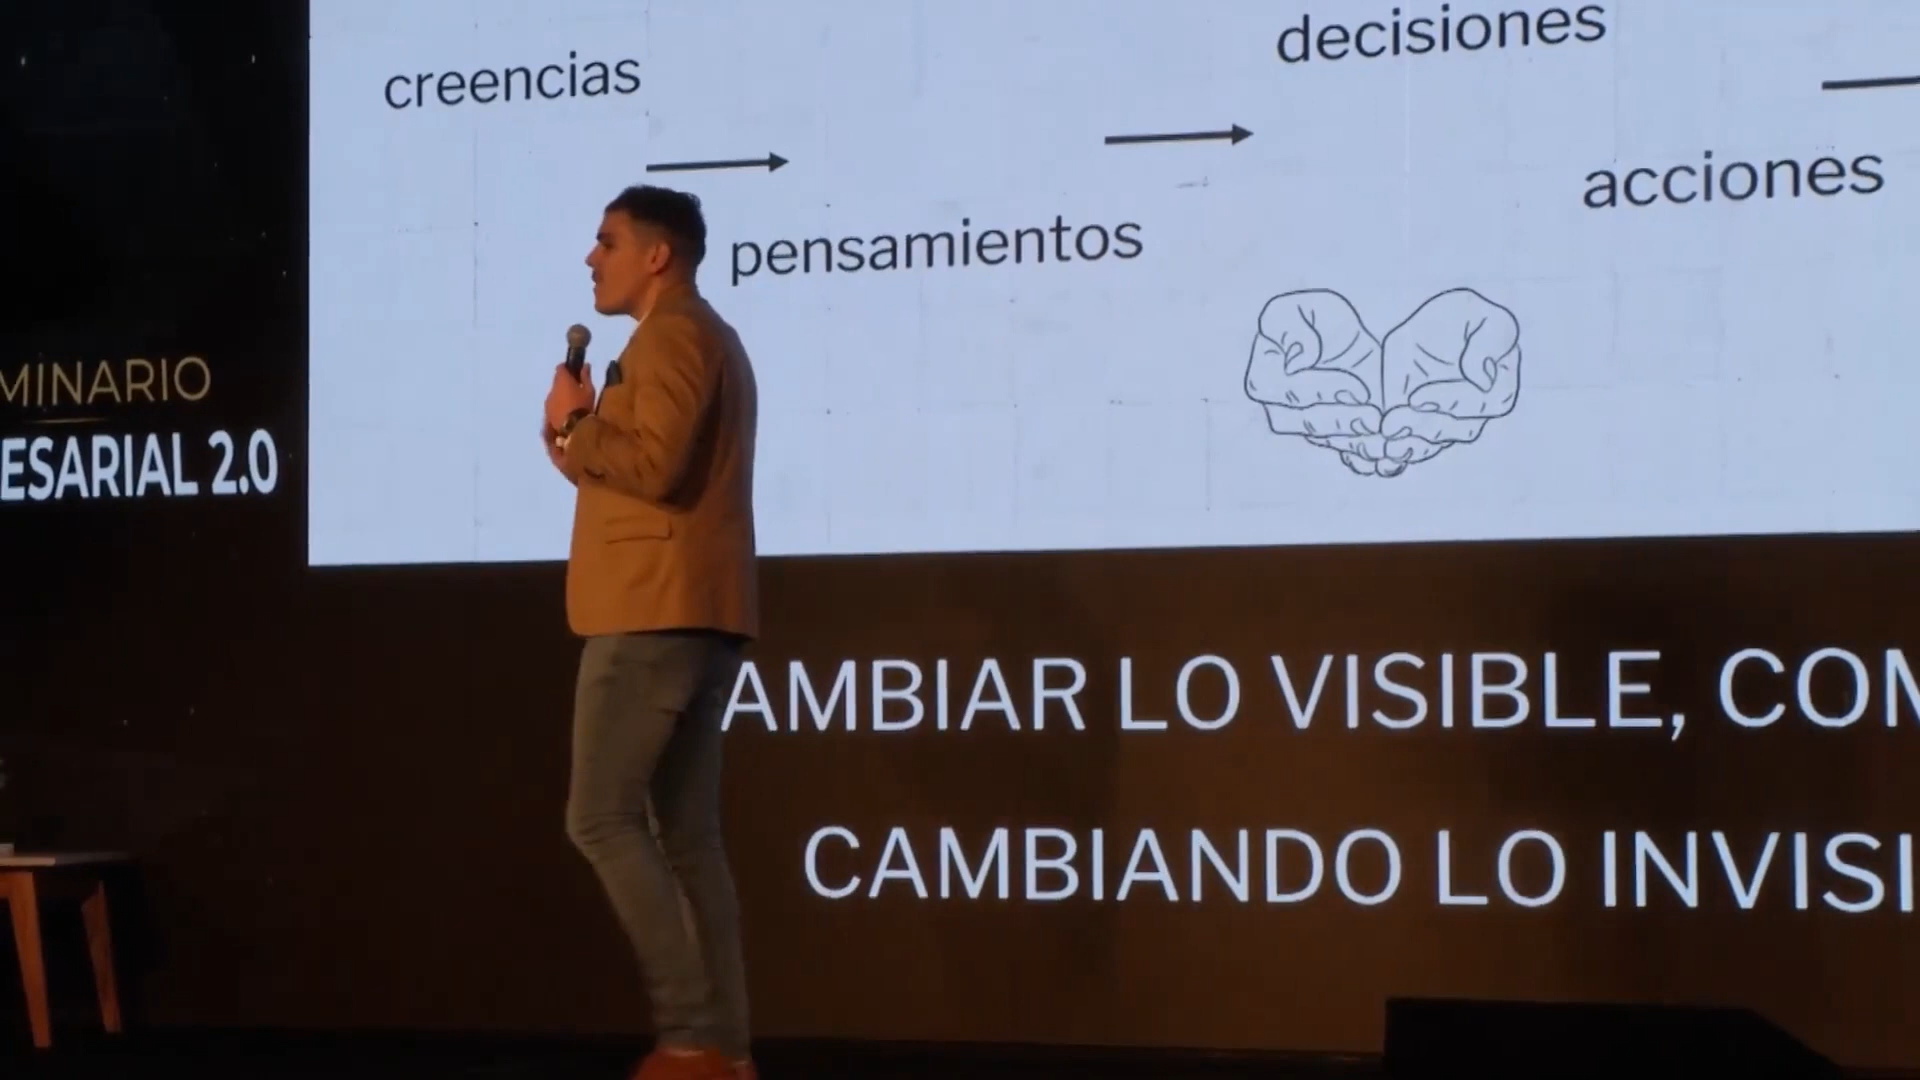 creencias
decisiones
acciones
pensamientos
MINARIO
ESARIAL 2.0
AMBIAR LO VISIBLE, COM
CAMBIANDO LO INVISI